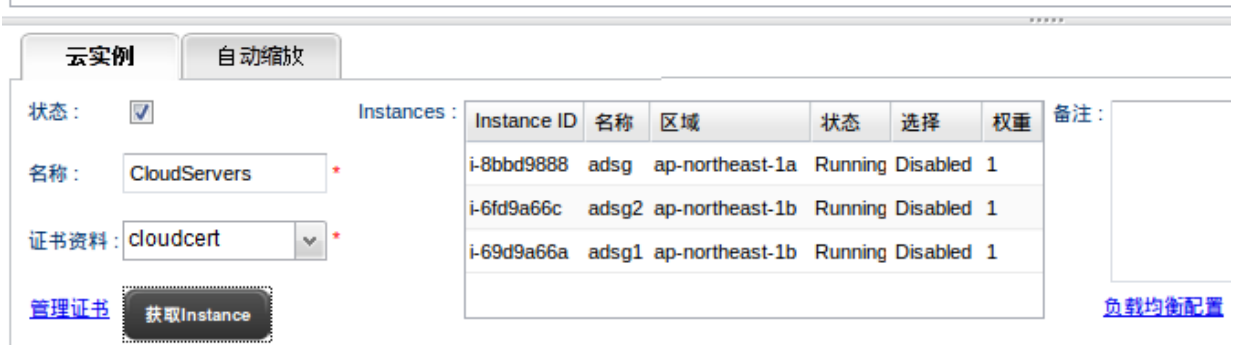 云实例 自动缩放
状态： Instances： Instance ID 名称 区域 状态 选择 权重 备注：
i-8bbd9888 adsg ap-northeast-1a Running Disabled 1
名称： CloudServers *
i-6fd9a66c adsg2 ap-northeast-1b Running Disabled 1
证书资料： cloudcert *
i-69d9a66a adsg1 ap-northeast-1b Running Disabled 1
管理证书 获取Instance 负载均衡配置